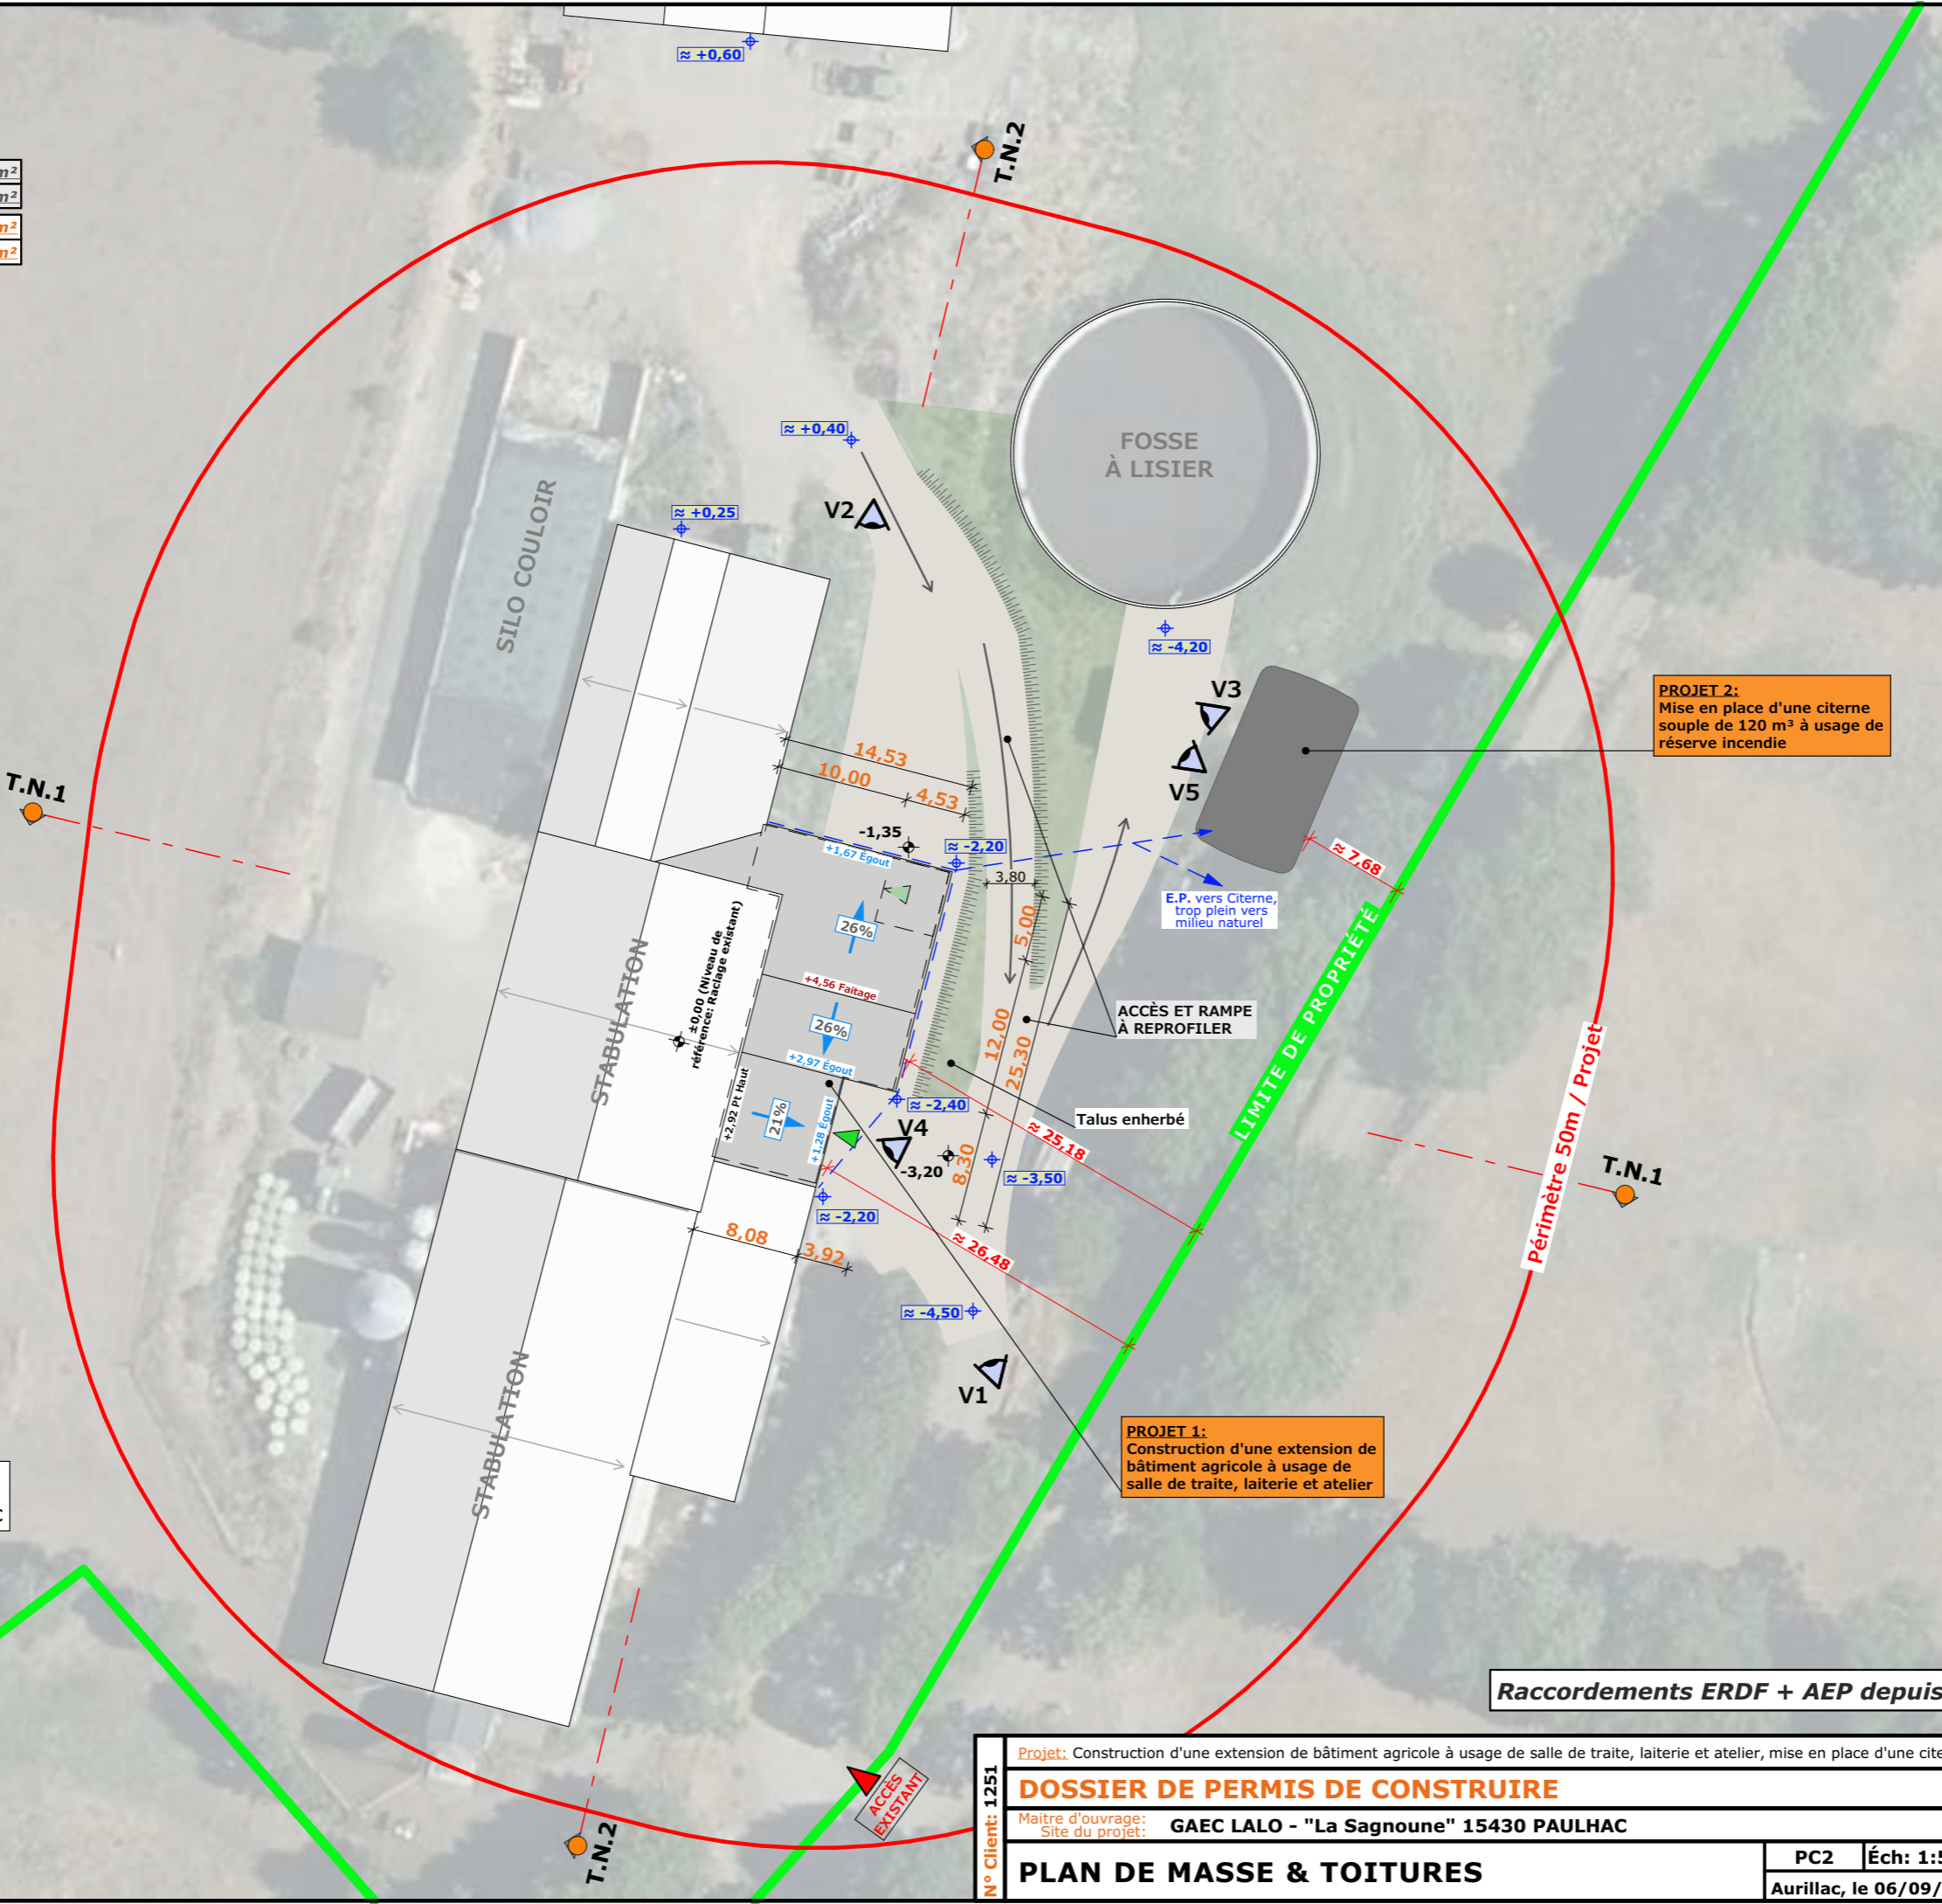 ≈ +0,60
T.N.2
m²
m²
m²
m²
≈ +0,40
FOSSE
À LISIER
V2
≈ +0,25
SILO COULOIR
≈ -4,20
V3
PROJET 2:
Mise en place d'une citerne
souple de 120 m³ à usage de
réserve incendie
T.N.1
14,53
10,00
4,53
V5
-1,35
≈ -2,20
+1,67 Égout
3,80
≈ 7,68
E.P. vers Citerne,
trop plein vers
milieu naturel
26%
5,00
STABULATION
±0,00 (Niveau de
référence: Raclage existant)
+4,56 Faitage
26%
12,00
25,30
ACCÈS ET RAMPE
À REPROFILER
LIMITE DE PROPRIÉTÉ
+2,97 Égout
+2,92 Pt Haut
21%
+1,28 Égout
≈ -2,40
Talus enherbé
V4
-3,20
8,30
≈ 25,18
≈ -3,50
T.N.1
Périmètre 50m / Projet
≈ -2,20
8,08
3,92
≈ 26,48
≈ -4,50
V1
STABULATION
PROJET 1:
Construction d'une extension de
bâtiment agricole à usage de
salle de traite, laiterie et atelier
Raccordements ERDF + AEP depuis
ACCÈS
EXISTANT
T.N.2
N° Client: 1251
Projet: Construction d'une extension de bâtiment agricole à usage de salle de traite, laiterie et atelier, mise en place d'une cite
DOSSIER DE PERMIS DE CONSTRUIRE
Maitre d'ouvrage:
Site du projet:
GAEC LALO - "La Sagnoune" 15430 PAULHAC
PLAN DE MASSE & TOITURES
PC2
Éch: 1:5
Aurillac, le 06/09/